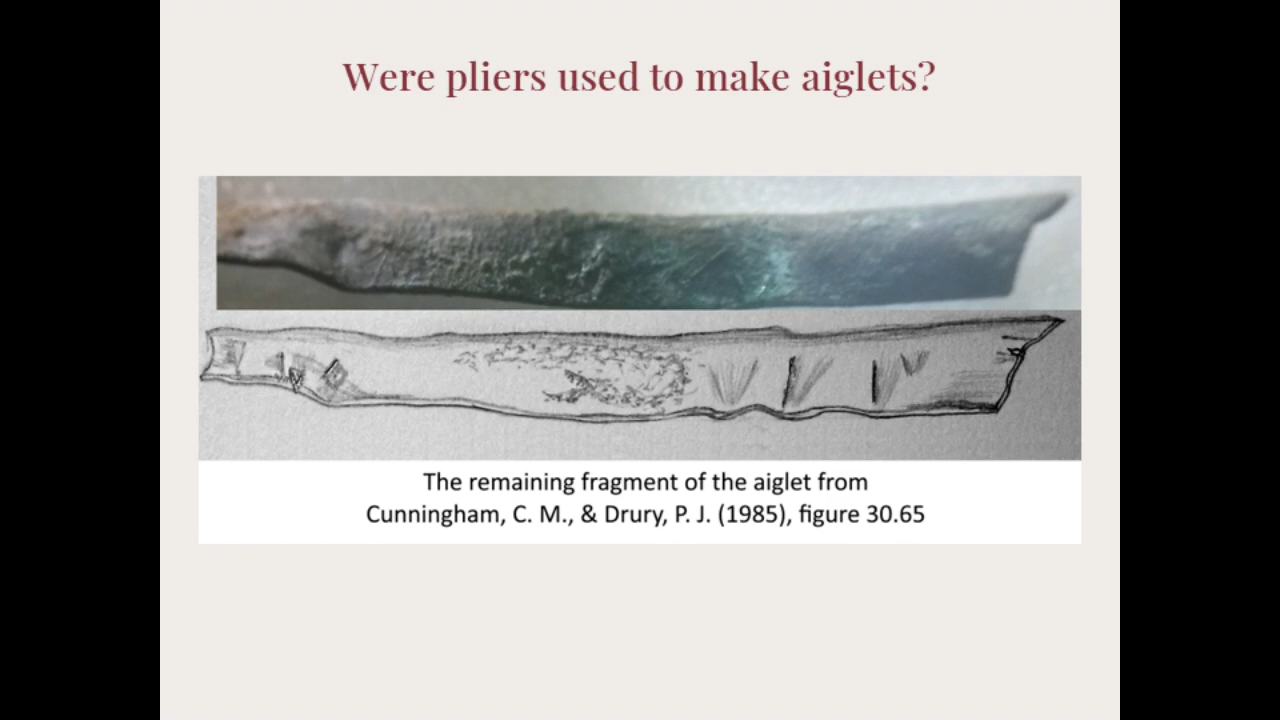 Were pliers used to make aiglets?
The remaining fragment of the aiglet from
Cunningham, C. M., & Drury, P. J. (1985), figure 30.65